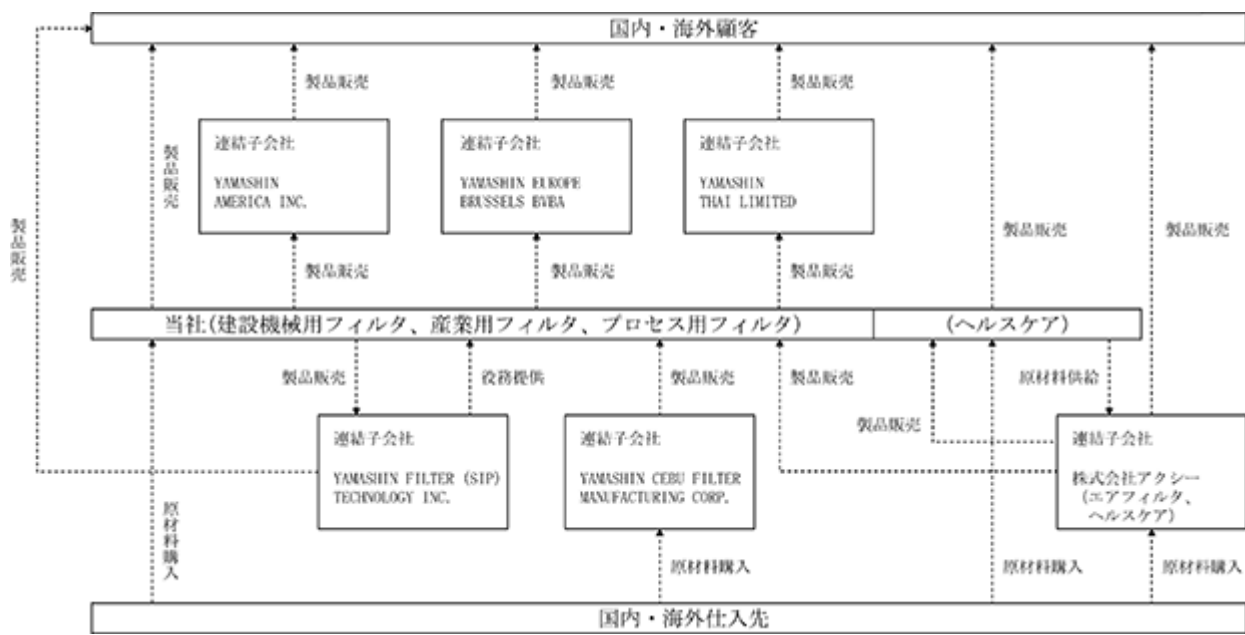 国内・海外顧客
製品販売
製品販売
製品販売
連結子会社
YAMASHIN
AMERICA INC.
連結子会社
YAMASHIN EUROPE
BRUSSELS BVBA
連結子会社
YAMASHIN
THAI LIMITED
製品販売
製品販売
製品販売
製品販売
製品販売
製品販売
製品販売
当社(建設機械用フィルタ、産業用フィルタ、プロセス用フィルタ)
(ヘルスケア)
製品販売
役務提供
製品販売
製品販売
原材料供給
製品販売
連結子会社
YAMASHIN FILTER (SIP)
TECHNOLOGY INC.
連結子会社
YAMASHIN CEBU FILTER
MANUFACTURING CORP.
連結子会社
株式会社アクシー
(エアフィルタ、
ヘルスケア)
原材料購入
原材料購入
原材料購入
原材料購入
国内・海外仕入先